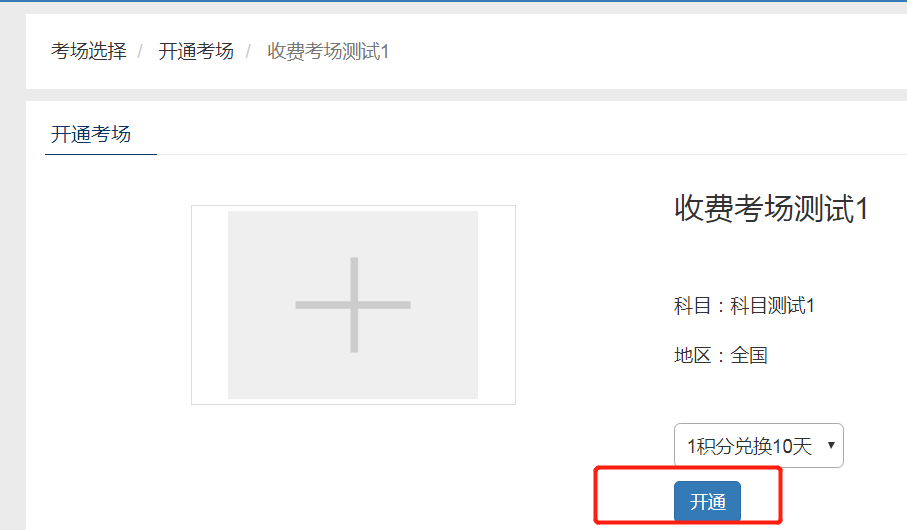 考场选择 / 开通考场 / 收费考场测试1
开通考场
收费考场测试1
科目：科目测试1
地区：全国
1积分兑换10天
开通